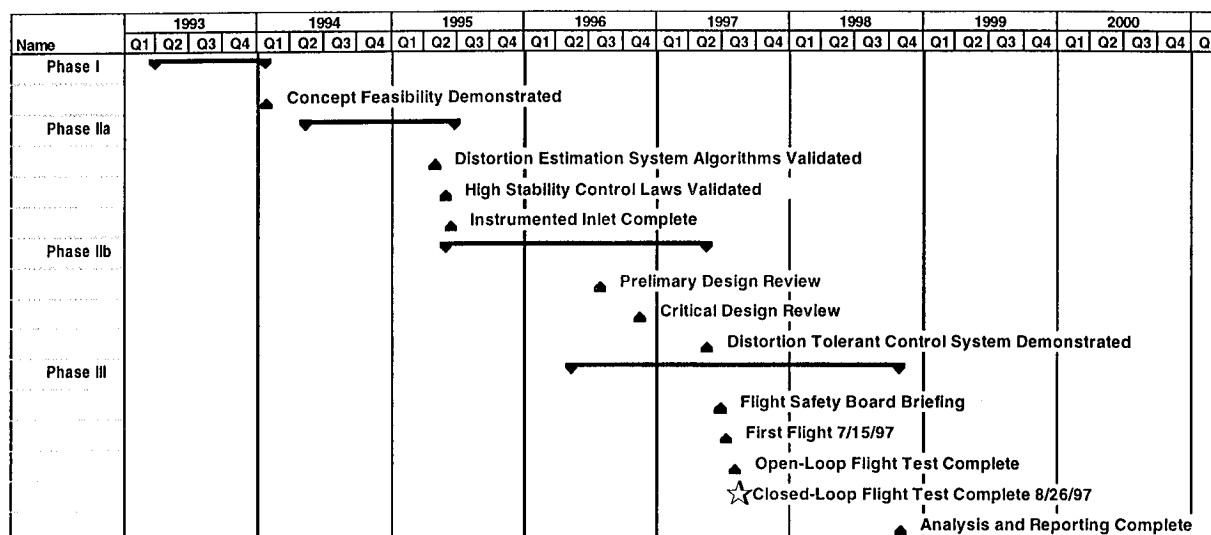 1993 1994 1995 1996 1997 1998 1999 2000
Name Q1 Q2 Q3 Q4 Q1 Q2 Q3 Q4 Q1 Q2 Q3 Q4 Q1 Q2 Q3 Q4 Q1 Q2 Q3 Q4 Q1 Q2 Q3 Q4 Q1 Q2 Q3 Q4 Q1 Q2 Q3 Q4
Phase I
Concept Feasibility Demonstrated
Phase IIa
Distortion Estimation System Algorithms Validated
High Stability Control Laws Validated
Instrumented Inlet Complete
Phase IIb
Prelimary Design Review
Critical Design Review
Distortion Tolerant Control System Demonstrated
Phase III
Flight Safety Board Briefing
First Flight 7/15/97
Open-Loop Flight Test Complete
Closed-Loop Flight Test Complete 8/26/97
Analysis and Reporting Complete